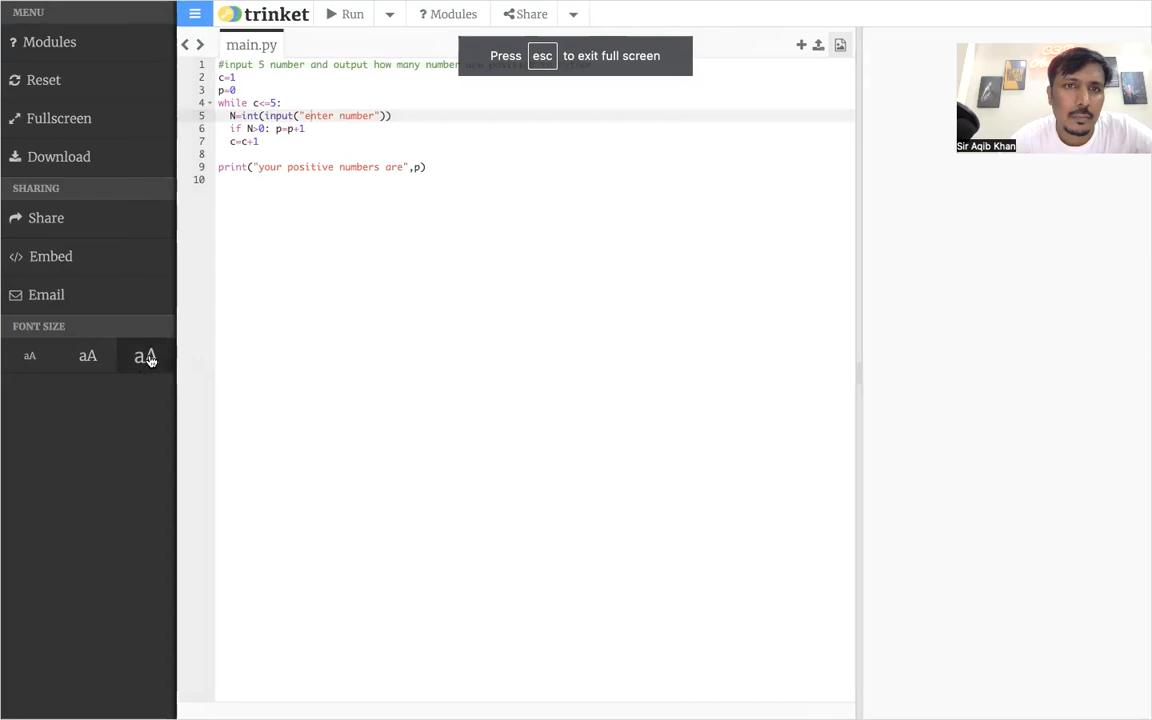 MENU
? Modules
Reset
Fullscreen
Download
SHARING
Share
</> Embed
Email
FONT SIZE
aA aA aA
trinket Run ? Modules Share
main.py
Press esc to exit full screen
1 #input 5 number and output how many number
2 c=1
3 p=0
4 while c<=5:
5 N=int(input("enter number"))
6 if N>0: p=p+1
7 c=c+1
8
9 print("your positive numbers are",p)
10
Sir Aqib Khan